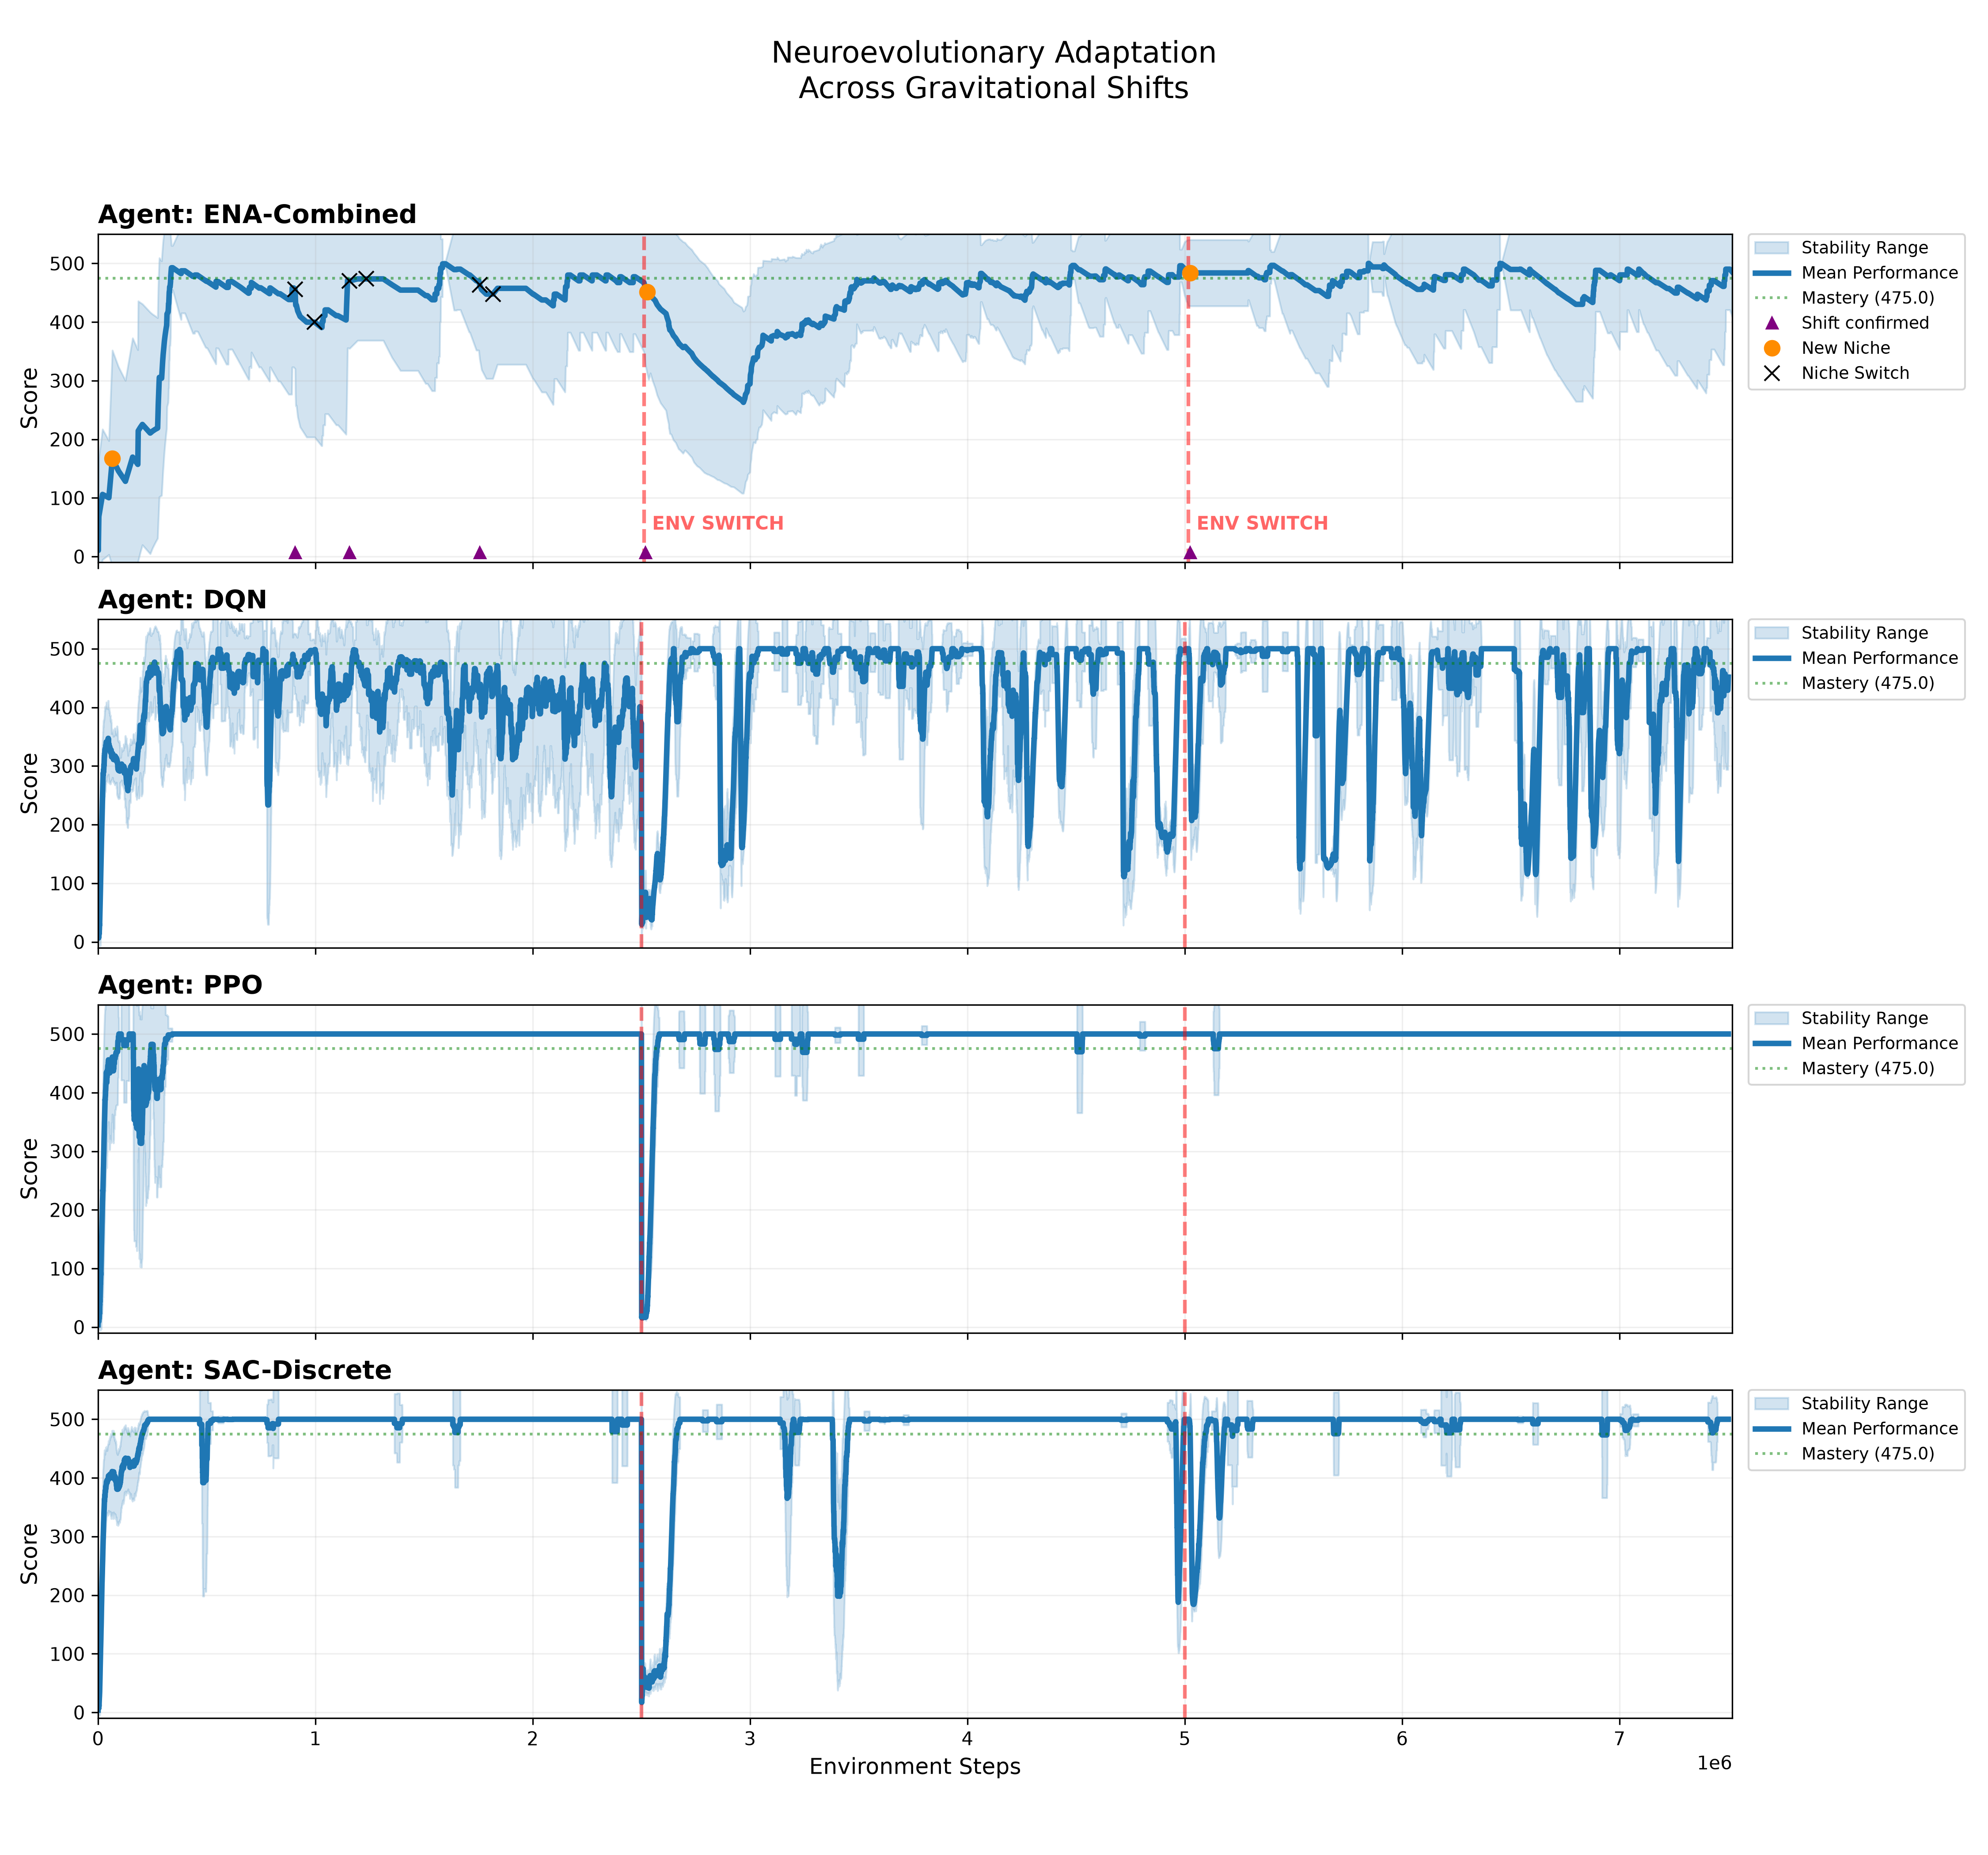 Neuroevolutionary Adaptation
Across Gravitational Shifts
Agent: ENA-Combined
Score
500
400
300
200
100
0
ENV SWITCH
ENV SWITCH
Stability Range
Mean Performance
Mastery (475.0)
Shift confirmed
New Niche
Niche Switch
Agent: DQN
Score
500
400
300
200
100
0
Stability Range
Mean Performance
Mastery (475.0)
Agent: PPO
Score
500
400
300
200
100
0
Stability Range
Mean Performance
Mastery (475.0)
Agent: SAC-Discrete
Score
500
400
300
200
100
0
Stability Range
Mean Performance
Mastery (475.0)
0 1 2 3 4 5 6 7
Environment Steps
1e6